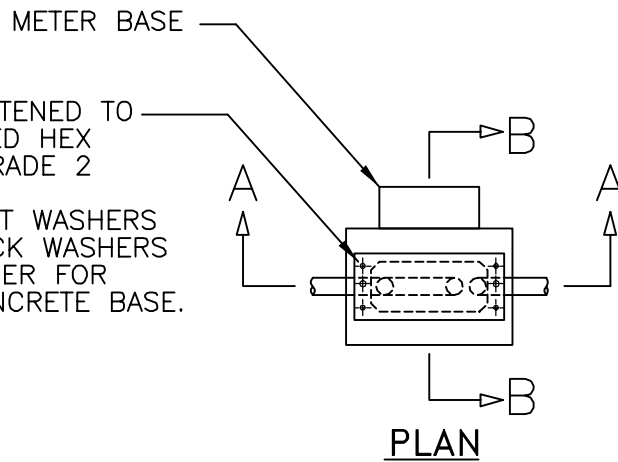 METER BASE
TENED TO
ED HEX
RADE 2
T WASHERS
CK WASHERS
ER FOR
NCRETE BASE.
B
A
A
B
PLAN